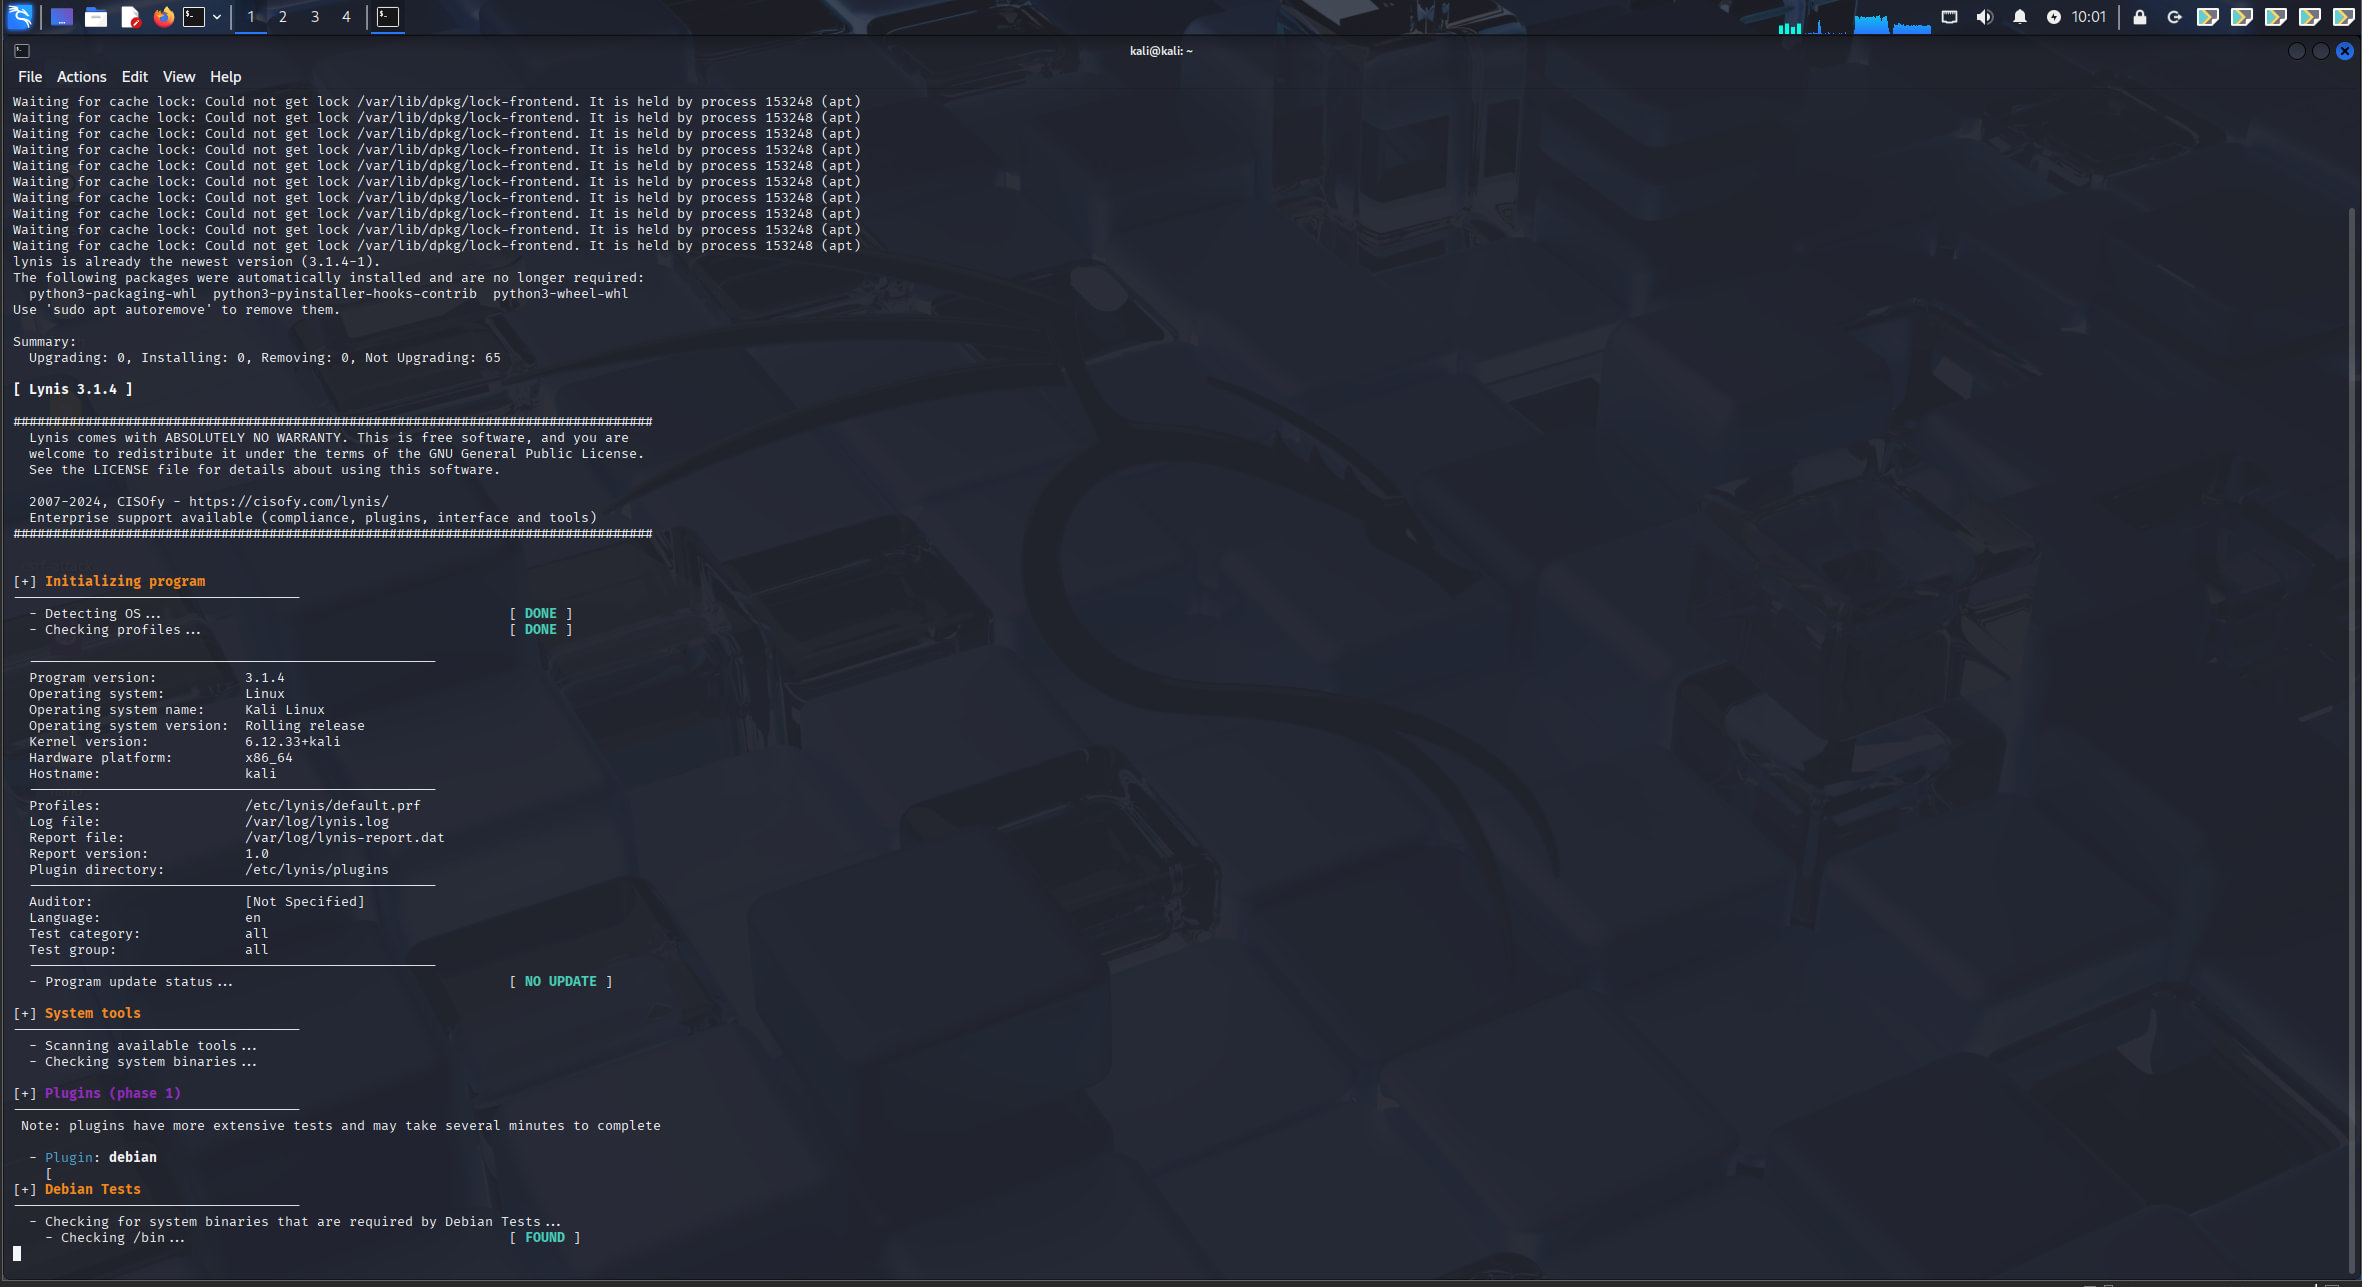 1 2 3 4
10:01
kali@kali: ~
File Actions Edit View Help
Waiting for cache lock: Could not get lock /var/lib/dpkg/lock-frontend. It is held by process 153248 (apt)
Waiting for cache lock: Could not get lock /var/lib/dpkg/lock-frontend. It is held by process 153248 (apt)
Waiting for cache lock: Could not get lock /var/lib/dpkg/lock-frontend. It is held by process 153248 (apt)
Waiting for cache lock: Could not get lock /var/lib/dpkg/lock-frontend. It is held by process 153248 (apt)
Waiting for cache lock: Could not get lock /var/lib/dpkg/lock-frontend. It is held by process 153248 (apt)
Waiting for cache lock: Could not get lock /var/lib/dpkg/lock-frontend. It is held by process 153248 (apt)
Waiting for cache lock: Could not get lock /var/lib/dpkg/lock-frontend. It is held by process 153248 (apt)
Waiting for cache lock: Could not get lock /var/lib/dpkg/lock-frontend. It is held by process 153248 (apt)
Waiting for cache lock: Could not get lock /var/lib/dpkg/lock-frontend. It is held by process 153248 (apt)
Waiting for cache lock: Could not get lock /var/lib/dpkg/lock-frontend. It is held by process 153248 (apt)
lynis is already the newest version (3.1.4-1).
The following packages were automatically installed and are no longer required:
python3-packaging-whl python3-pyinstaller-hooks-contrib python3-wheel-whl
Use 'sudo apt autoremove' to remove them.
Summary:
Upgrading: 0, Installing: 0, Removing: 0, Not Upgrading: 65
[ Lynis 3.1.4 ]
################################################################################
Lynis comes with ABSOLUTELY NO WARRANTY. This is free software, and you are
welcome to redistribute it under the terms of the GNU General Public License.
See the LICENSE file for details about using this software.
2007-2024, CISOfy - https://cisofy.com/lynis/
Enterprise support available (compliance, plugins, interface and tools)
################################################################################
[+] Initializing program
------------------------------------
- Detecting OS... [ DONE ]
- Checking profiles... [ DONE ]
---------------------------------------------------
Program version: 3.1.4
Operating system: Linux
Operating system name: Kali Linux
Operating system version: Rolling release
Kernel version: 6.12.33+kali
Hardware platform: x86_64
Hostname: kali
---------------------------------------------------
Profiles: /etc/lynis/default.prf
Log file: /var/log/lynis.log
Report file: /var/log/lynis-report.dat
Report version: 1.0
Plugin directory: /etc/lynis/plugins
---------------------------------------------------
Auditor: [Not Specified]
Language: en
Test category: all
Test group: all
---------------------------------------------------
- Program update status... [ NO UPDATE ]
[+] System tools
------------------------------------
- Scanning available tools...
- Checking system binaries...
[+] Plugins (phase 1)
------------------------------------
Note: plugins have more extensive tests and may take several minutes to complete
- Plugin: debian
[
[+] Debian Tests
------------------------------------
- Checking for system binaries that are required by Debian Tests...
- Checking /bin... [ FOUND ]